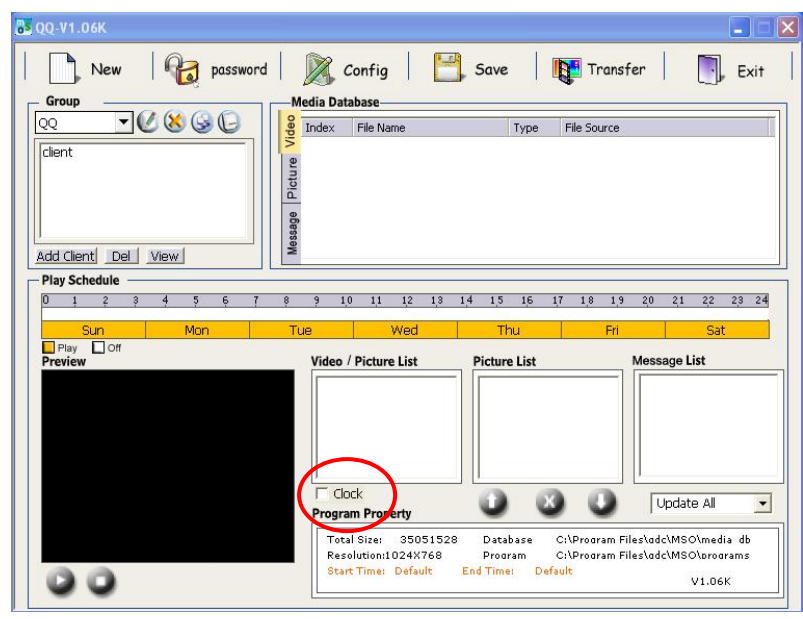 QQ-V1.06K
New password Config Save Transfer Exit
Group
QQ
client
Add Client Del View
Media Database
Video
Picture
Message
Index File Name Type File Source
Play Schedule
0 1 2 3 4 5 6 7 8 9 10 11 12 13 14 15 16 17 18 19 20 21 22 23 24
Sun Mon Tue Wed Thu Fri Sat
Play Off
Preview
Video / Picture List Picture List Message List
Clock
Update All
Program Property
Total Size: 35051528 Database C:\Program Files\adc\MSO\media db
Resolution:1024X768 Program C:\Program Files\adc\MSO\programs
Start Time: Default End Time: Default
V1.06K